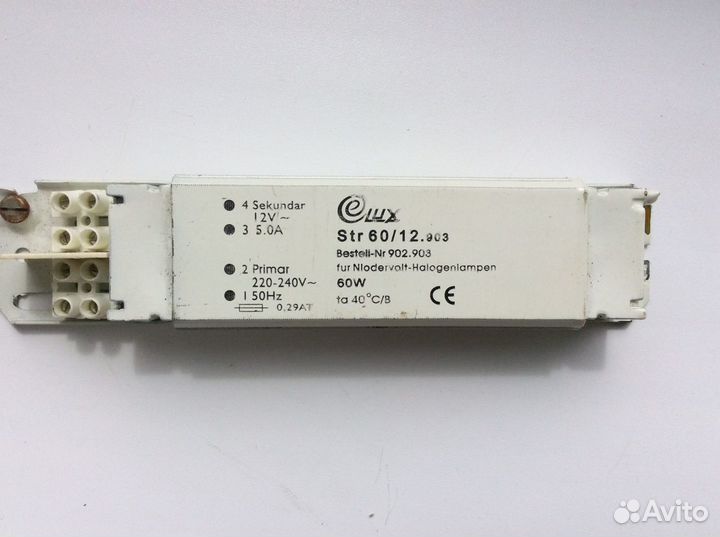 4 Sekundar
12V~
3 5.0A
2 Primar
220-240V~
1 50Hz
0.29AT
elux
Str 60/12.903
Bestell-Nr 902.903
fur Niodervolt-Halogenlampen
60W
ta 40°C/B
CE
Avito